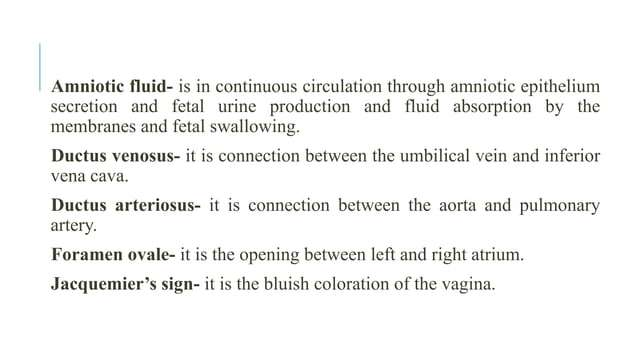 Amniotic fluid- is in continuous circulation through amniotic epithelium
secretion and fetal urine production and fluid absorption by the
membranes and fetal swallowing.
Ductus venosus- it is connection between the umbilical vein and inferior
vena cava.
Ductus arteriosus- it is connection between the aorta and pulmonary
artery.
Foramen ovale- it is the opening between left and right atrium.
Jacquemier’s sign- it is the bluish coloration of the vagina.